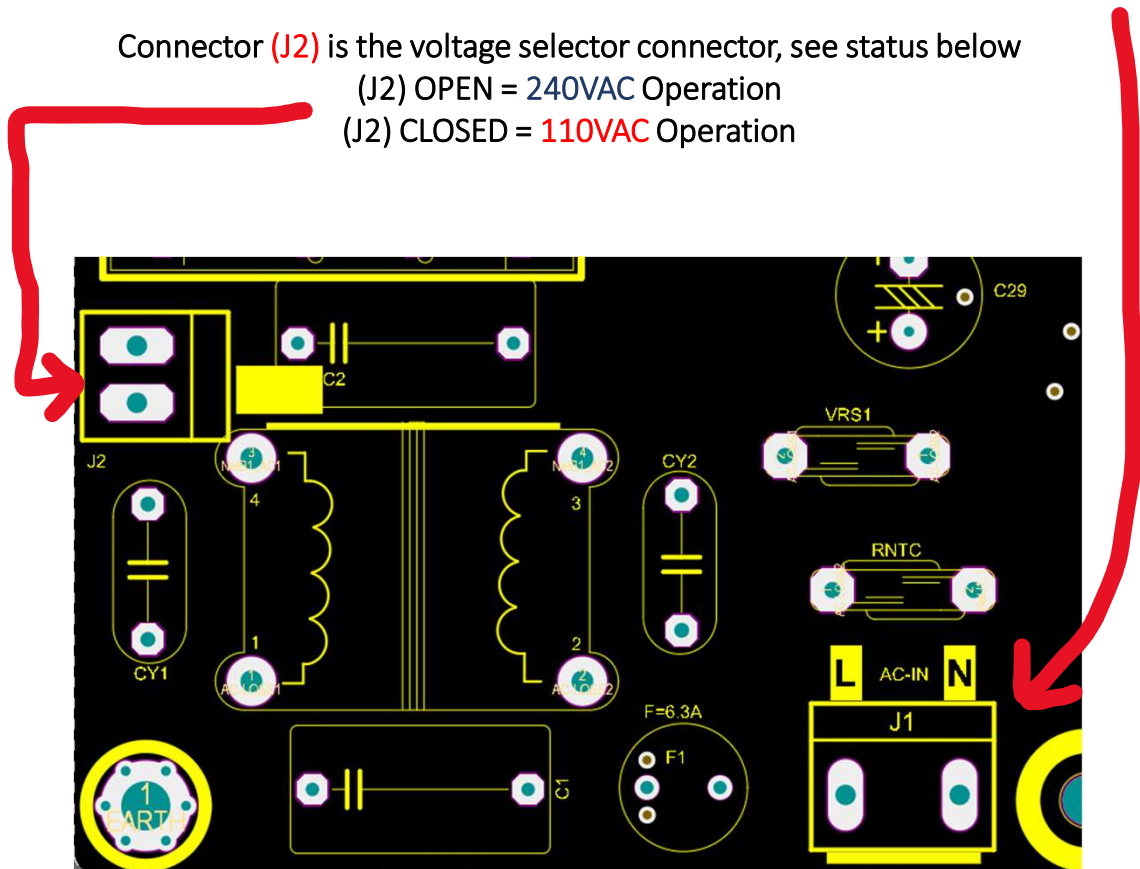 Connector (J2) is the voltage selector connector, see status below
(J2) OPEN = 240VAC Operation
(J2) CLOSED = 110VAC Operation
C29
+
C2
VRS1
J2
3
4
CY2
4
3
RNTC
1
2
CY1
1
2
L AC-IN N
F=6.3A
J1
F1
C1
1
EARTH